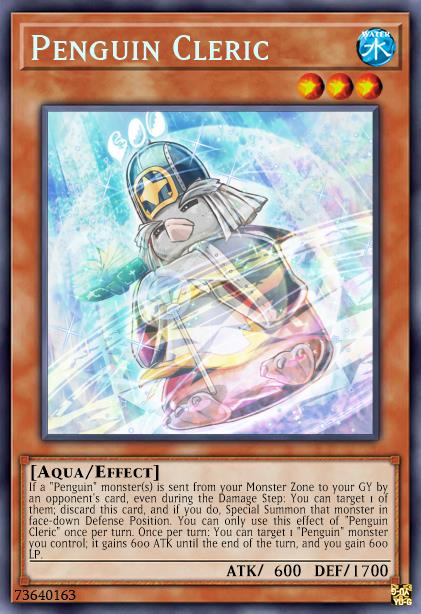 PENGUIN CLERIC
WATER
水
[AQUA/EFFECT]
If a "Penguin" monster(s) is sent from your Monster Zone to your GY by
an opponent's card, even during the Damage Step: You can target 1 of
them; discard this card, and if you do, Special Summon that monster in
face-down Defense Position. You can only use this effect of "Penguin
Cleric" once per turn. Once per turn: You can target 1 "Penguin" monster
you control; it gains 600 ATK until the end of the turn, and you gain 600
LP.
ATK/ 600 DEF/1700
73640163